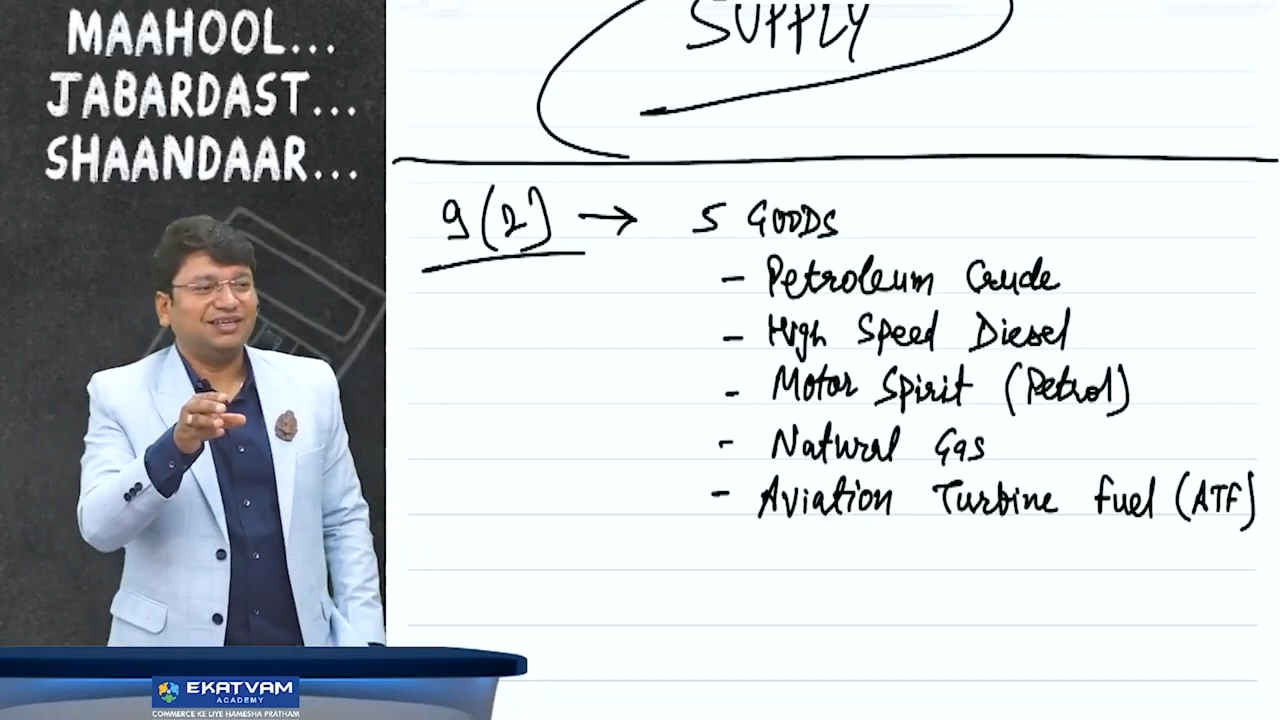 MAAHOOL...
JABARDAST...
SHAANDAAR...
SUPPLY
9(2) → 5 GOODS
- Petroleum Crude
- High Speed Diesel
- Motor Spirit (Petrol)
- Natural Gas
- Aviation Turbine Fuel (ATF)
EKATVAM
ACADEMY
COMMERCE KE LIYE HAMESHA PRATHAM